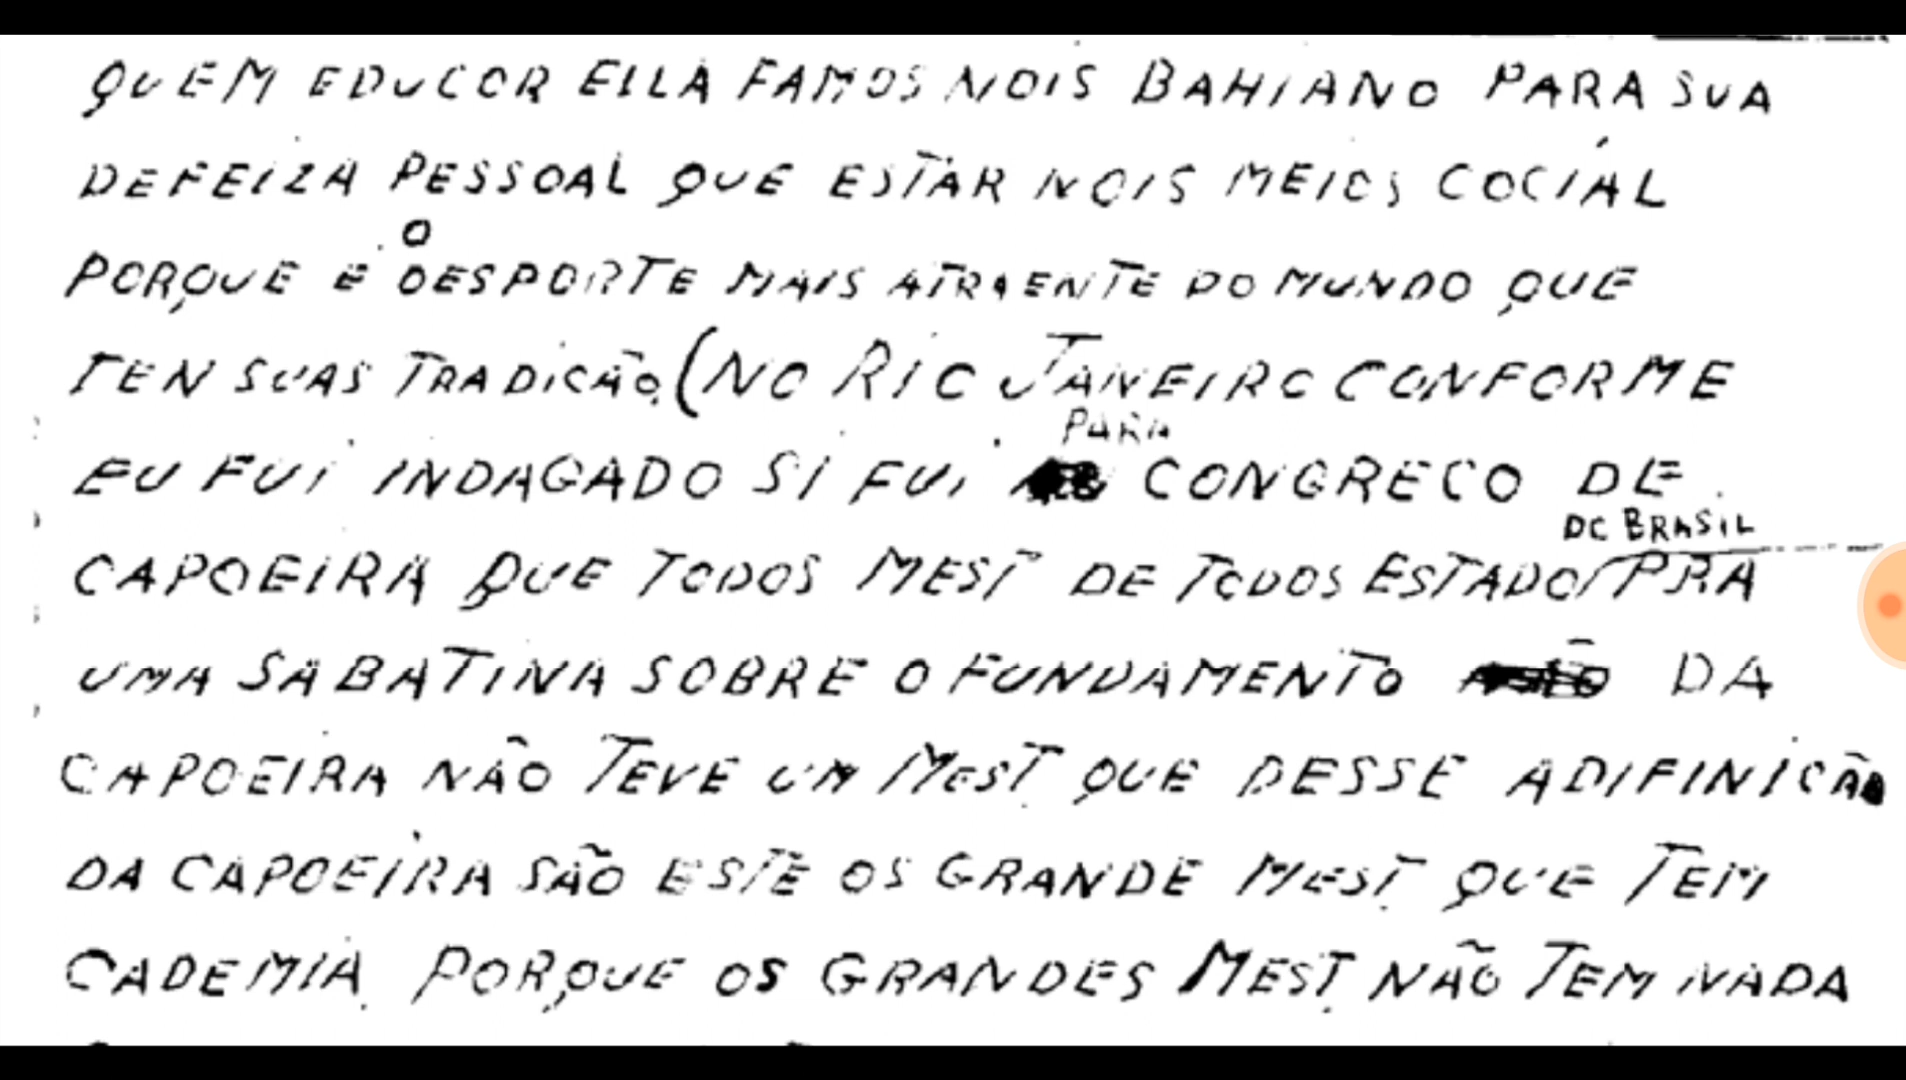 QUEM EDUCOR ELLA FAMOS NOIS BAHIANO PARA SUA
DEFEIZA PESSOAL QUE ESTAR NOIS MEIOS COCIAL
O
PORQUE E DESPORTE MAIS ATRAENTE DO MUNDO QUE
TEN SUAS TRADICÃO, (NO RIO JANEIRO CONFORME
PARA
EU FUI INDAGADO SI FUI CONGRECO DE
DO BRASIL
CAPOEIRA QUE TODOS MEST DE TODOS ESTADO PRA
UMA SABATINA SOBRE O FUNDAMENTO DA
CAPOEIRA NÃO TEVE UM MEST QUE DESSE ADIFINICÃO
DA CAPOEIRA SÃO ESTE OS GRANDE MEST QUE TEM
CADEMIA PORQUE OS GRANDES MEST NÃO TEM NADA